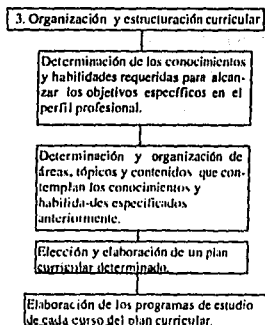 3. Organización y estructuración curricular
Determinación de los conocimientos
y habilidades requeridas para alcan-
zar los objetivos específicos en el
perfil profesional.
Determinación y organización de
áreas, tópicos y contenidos que con-
templan los conocimientos y
habilida-des especificados
anteriormente.
Elección y elaboración de un plan
curricular determinado.
Elaboración de los programas de estudio
de cada curso del plan curricular.